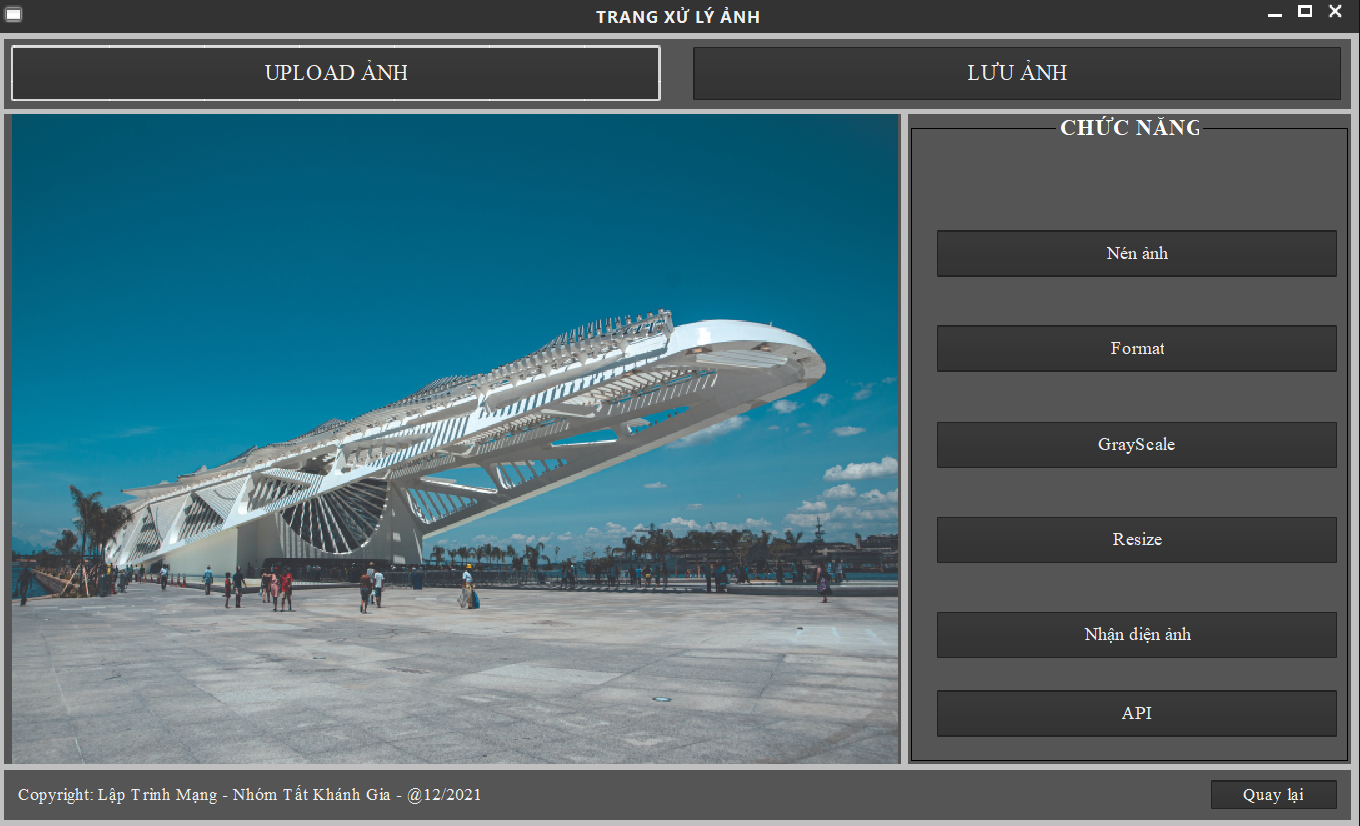 TRANG XỬ LÝ ẢNH
UPLOAD ẢNH
LƯU ẢNH
CHỨC NĂNG
Nén ảnh
Format
GrayScale
Resize
Nhận diện ảnh
API
Copyright: Lập Trình Mạng - Nhóm Tất Khánh Gia - @12/2021
Quay lại